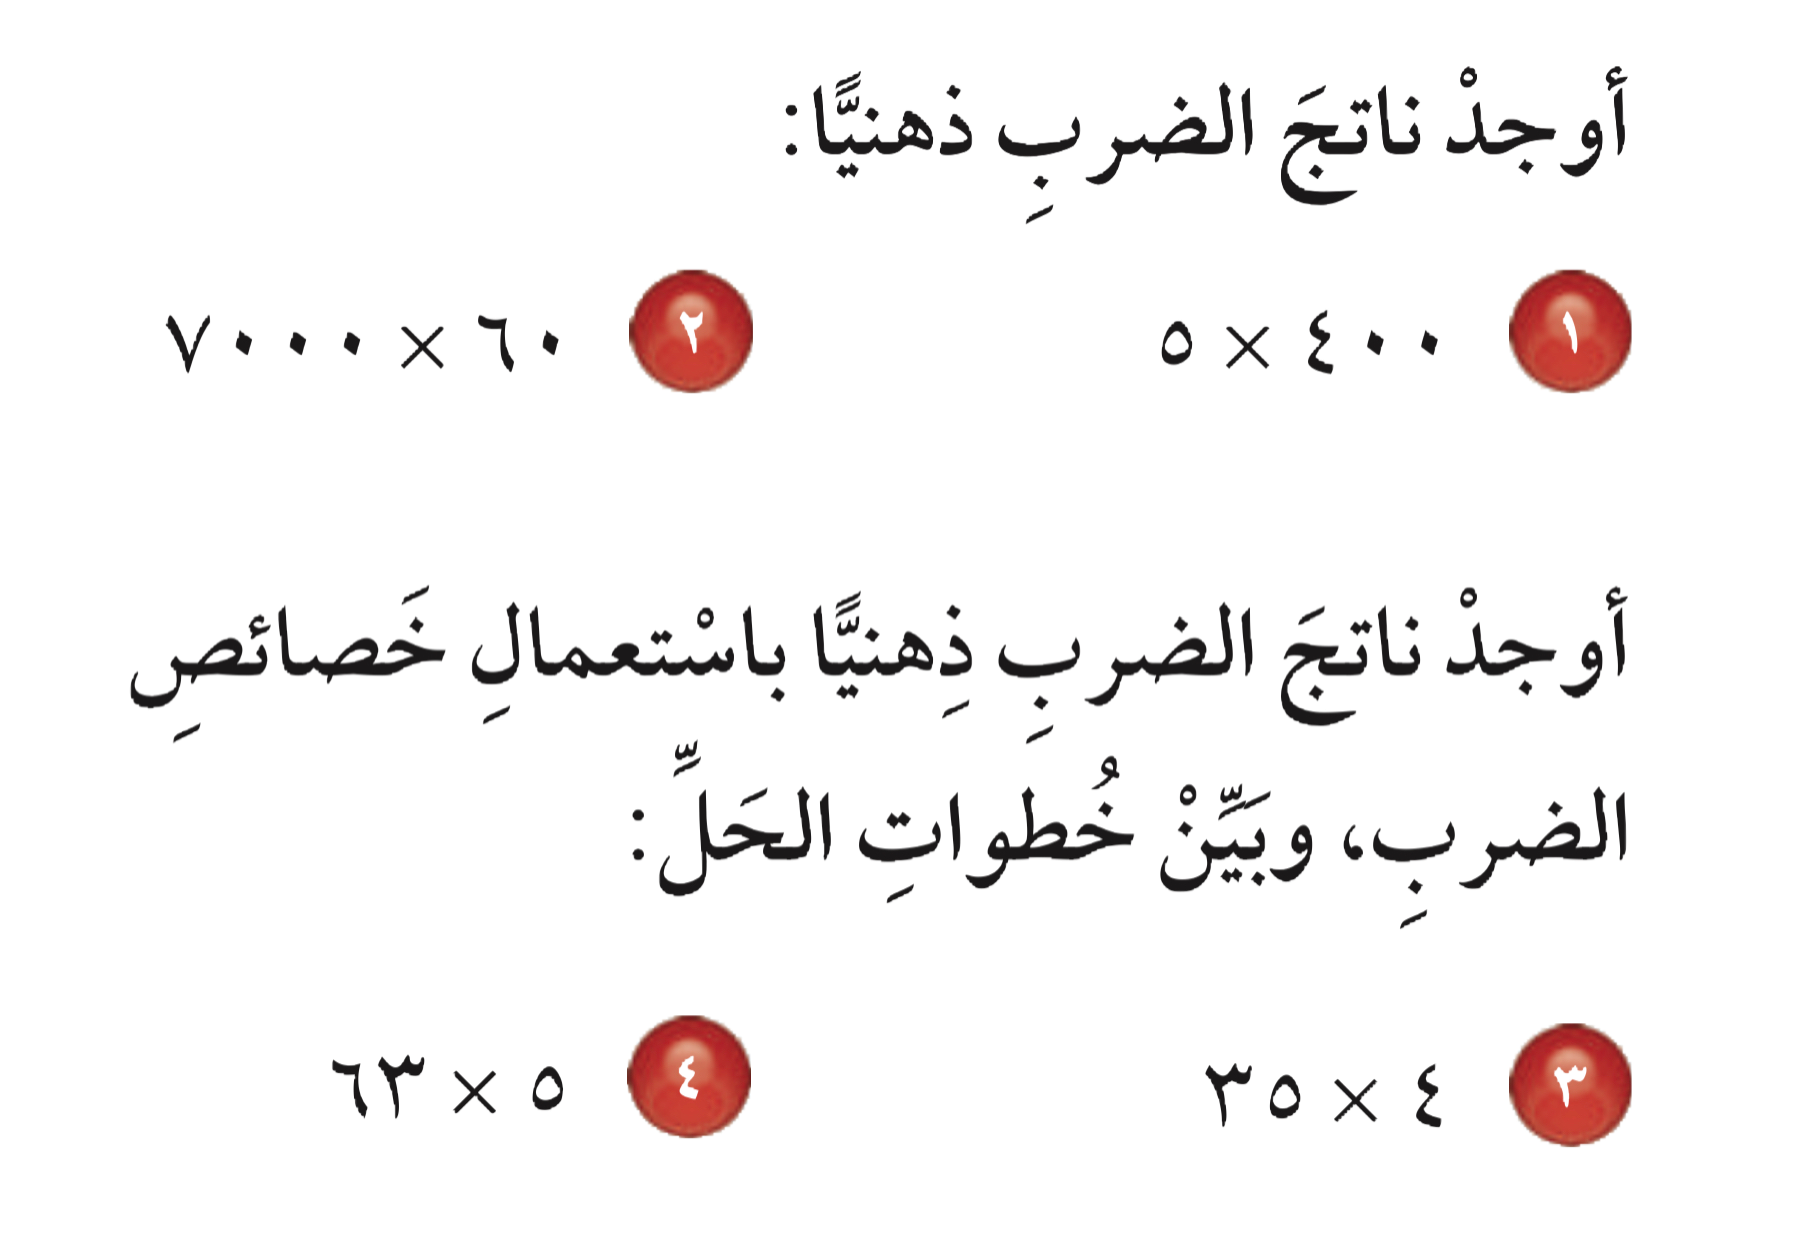 أوجدْ ناتجَ الضربِ ذهنيًّا:
١ ٤٠٠ × ٥ ٢ ٦٠ × ٧٠٠٠
أوجدْ ناتجَ الضربِ ذِهنيًّا باسْتعمالِ خَصائصِ
الضربِ، وبَيِّنْ خُطواتِ الحَلِّ:
٣ ٤ × ٣٥ ٤ ٥ × ٦٣